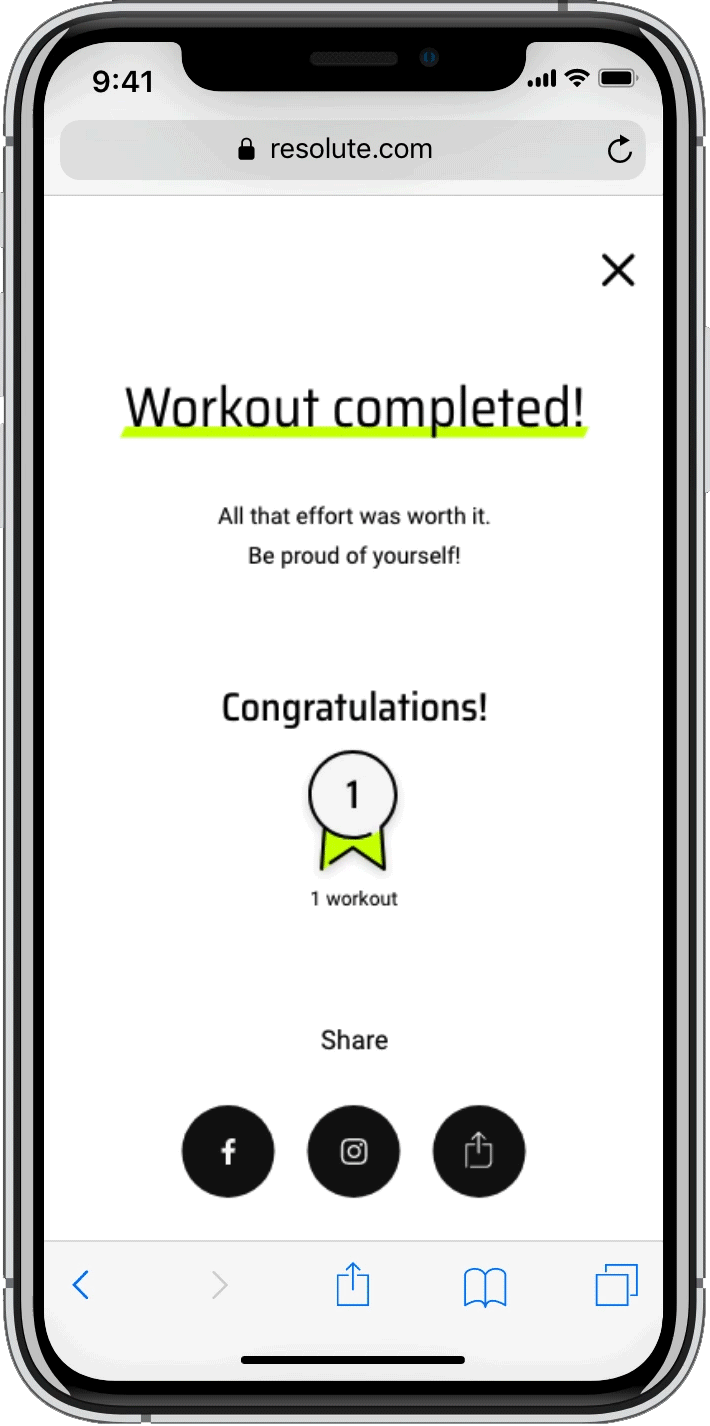 9:41
resolute.com
Workout completed!
All that effort was worth it.
Be proud of yourself!
Congratulations!
1
1 workout
Share